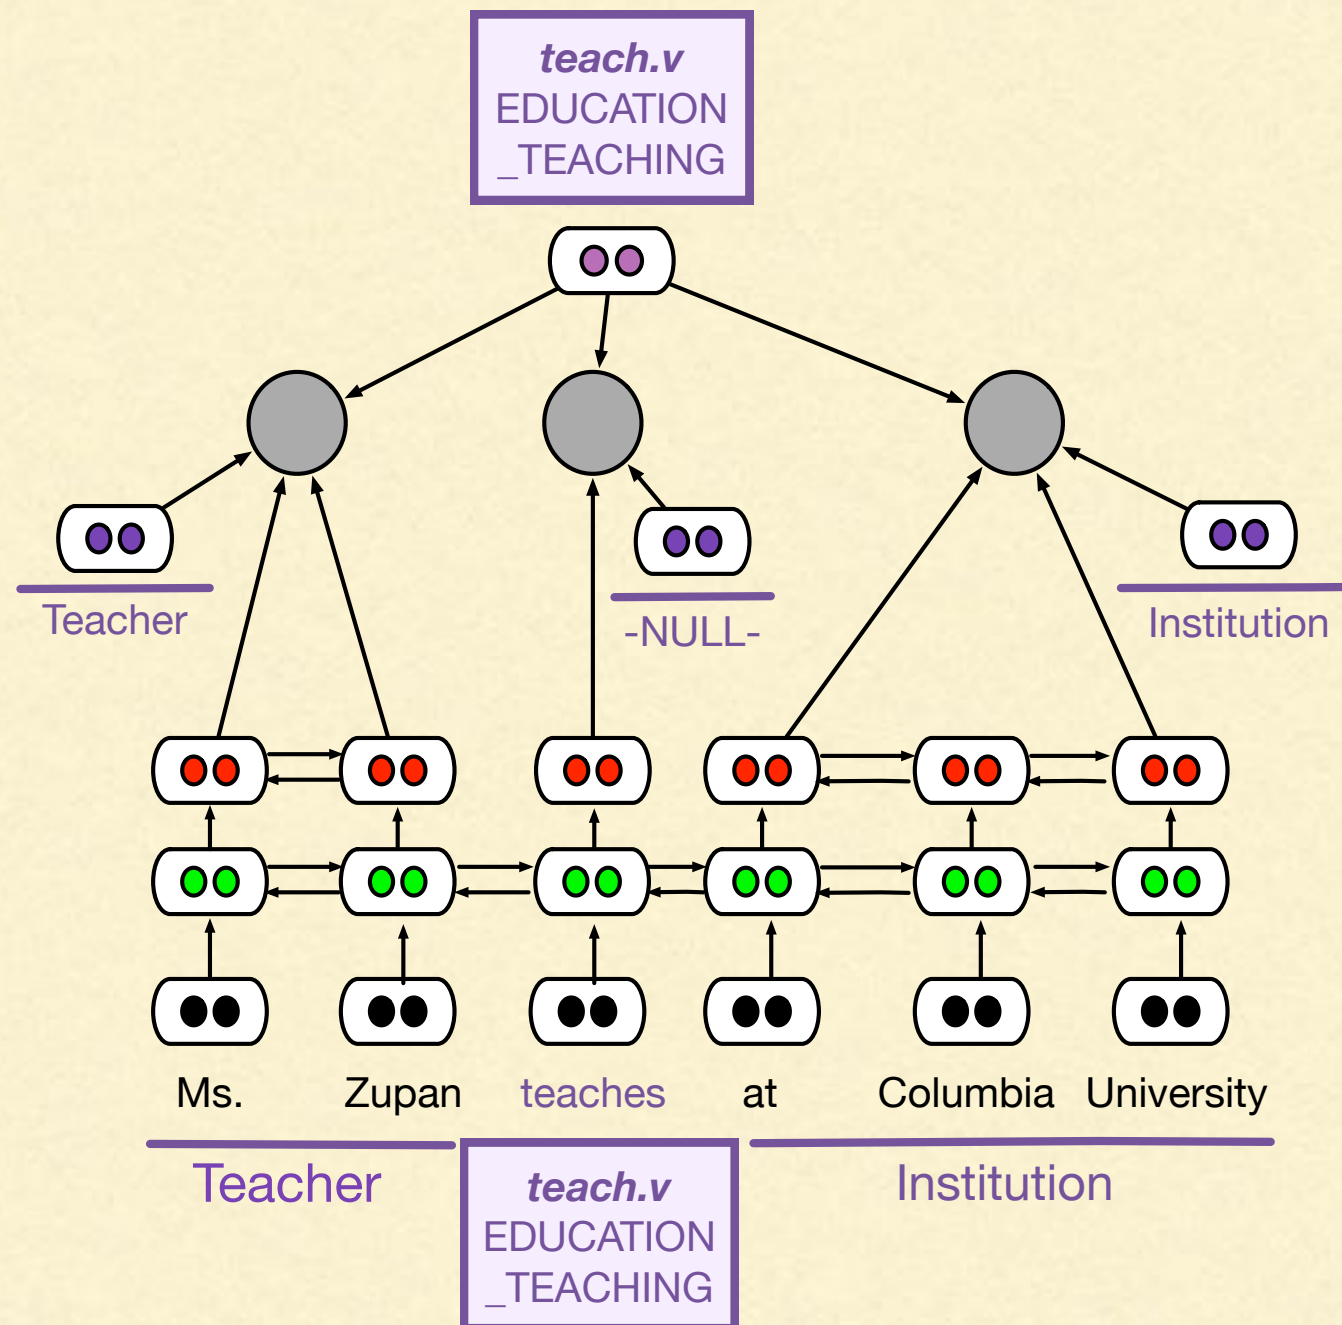 teach.v
EDUCATION
_TEACHING
Teacher
-NULL-
Institution
Ms. Zupan teaches at Columbia University
Teacher
teach.v
EDUCATION
_TEACHING
Institution